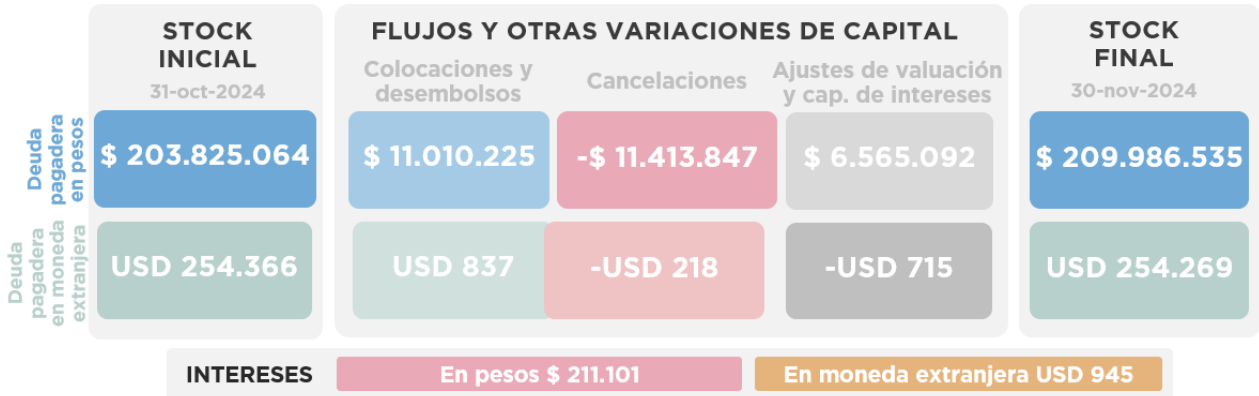 STOCK
INICIAL
31-oct-2024
FLUJOS Y OTRAS VARIACIONES DE CAPITAL
Colocaciones y
desembolsos
Cancelaciones
Ajustes de valuación
y cap. de intereses
STOCK
FINAL
30-nov-2024
Deuda
pagadera
en pesos
$ 203.825.064
$ 11.010.225
-$ 11.413.847
$ 6.565.092
$ 209.986.535
Deuda
pagadera
en moneda
extranjera
USD 254.366
USD 837
-USD 218
-USD 715
USD 254.269
INTERESES
En pesos $ 211.101
En moneda extranjera USD 945